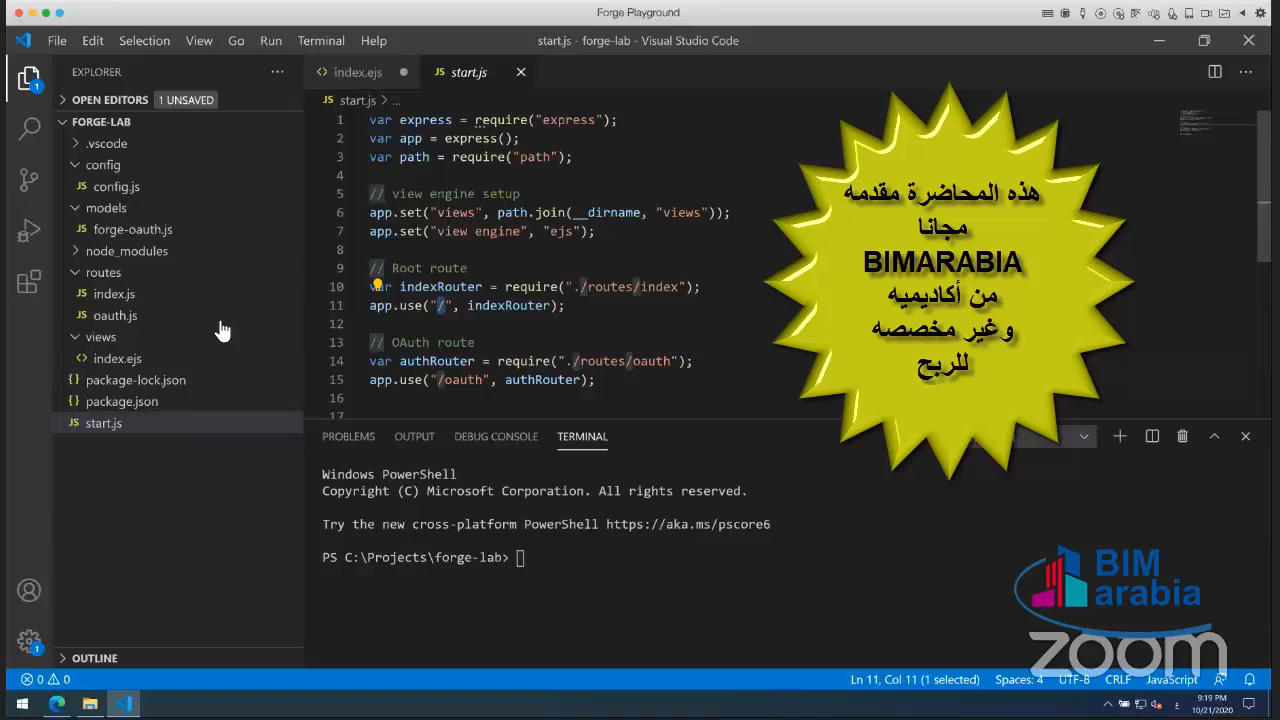 Forge Playground
File Edit Selection View Go Run Terminal Help
start.js - forge-lab - Visual Studio Code
EXPLORER
OPEN EDITORS 1 UNSAVED
FORGE-LAB
.vscode
config
config.js
models
forge-oauth.js
node_modules
routes
index.js
oauth.js
views
index.ejs
package-lock.json
package.json
start.js
OUTLINE
index.ejs
start.js
start.js > ...
1 var express = require("express");
2 var app = express();
3 var path = require("path");
4
5 // view engine setup
6 app.set("views", path.join(__dirname, "views"));
7 app.set("view engine", "ejs");
8
9 // Root route
10 var indexRouter = require("./routes/index");
11 app.use("/", indexRouter);
12
13 // OAuth route
14 var authRouter = require("./routes/oauth");
15 app.use("/oauth", authRouter);
16
17
هذه المحاضرة مقدمه
مجانا
BIMARABIA
من أكاديميه
وغير مخصصه
للربح
PROBLEMS OUTPUT DEBUG CONSOLE TERMINAL
Windows PowerShell
Copyright (C) Microsoft Corporation. All rights reserved.
Try the new cross-platform PowerShell https://aka.ms/pscore6
PS C:\Projects\forge-lab>
BIM
arabia
zoom
0 0
Ln 11, Col 11 (1 selected) Spaces: 4 UTF-8 CRLF JavaScript
9:19 PM
10/21/2020